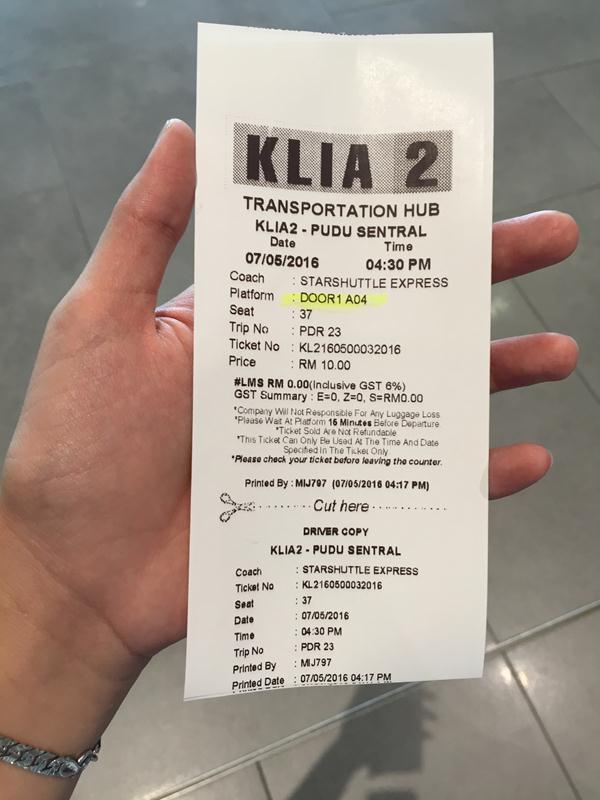 KLIA 2
TRANSPORTATION HUB
KLIA2 - PUDU SENTRAL
Date Time
07/05/2016 04:30 PM
Coach : STARSHUTTLE EXPRESS
Platform : DOOR1 A04
Seat : 37
Trip No : PDR 23
Ticket No : KL2160500032016
Price : RM 10.00
#LMS RM 0.00(Inclusive GST 6%)
GST Summary : E=0, Z=0, S=RM0.00
*Company Will Not Responsible For Any Luggage Loss
*Please Wait At Platform 15 Minutes Before Departure
*Ticket Sold Are Not Refundable
*This Ticket Can Only Be Used At The Time And Date
Specified In The Ticket Only
*Please check your ticket before leaving the counter.
Printed By : MIJ797 (07/05/2016 04:17 PM)
Cut here
DRIVER COPY
KLIA2 - PUDU SENTRAL
Coach : STARSHUTTLE EXPRESS
Ticket No : KL2160500032016
Seat : 37
Date : 07/05/2016
Time : 04:30 PM
Trip No : PDR 23
Printed By : MIJ797
Printed Date : 07/05/2016 04:17 PM